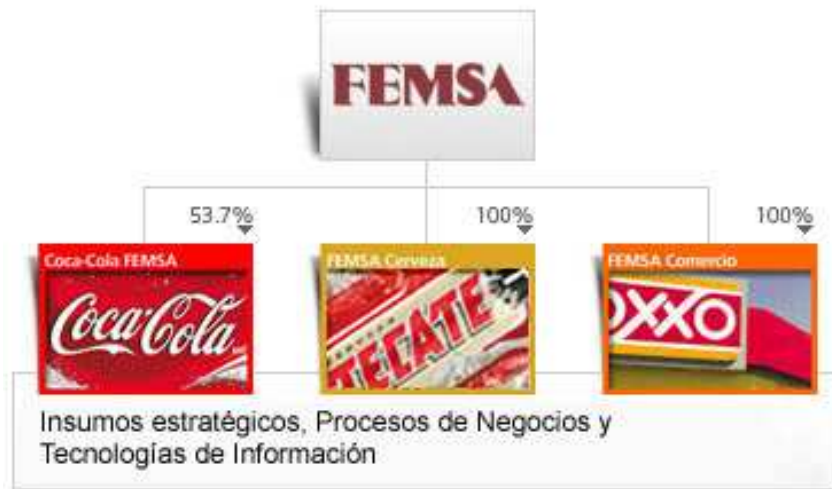 FEMSA
53.7%
100%
100%
Coca-Cola FEMSA
FEMSA Cerveza
FEMSA Comercio
Coca-Cola
TECATE
OXXO
Insumos estratégicos, Procesos de Negocios y
Tecnologías de Información